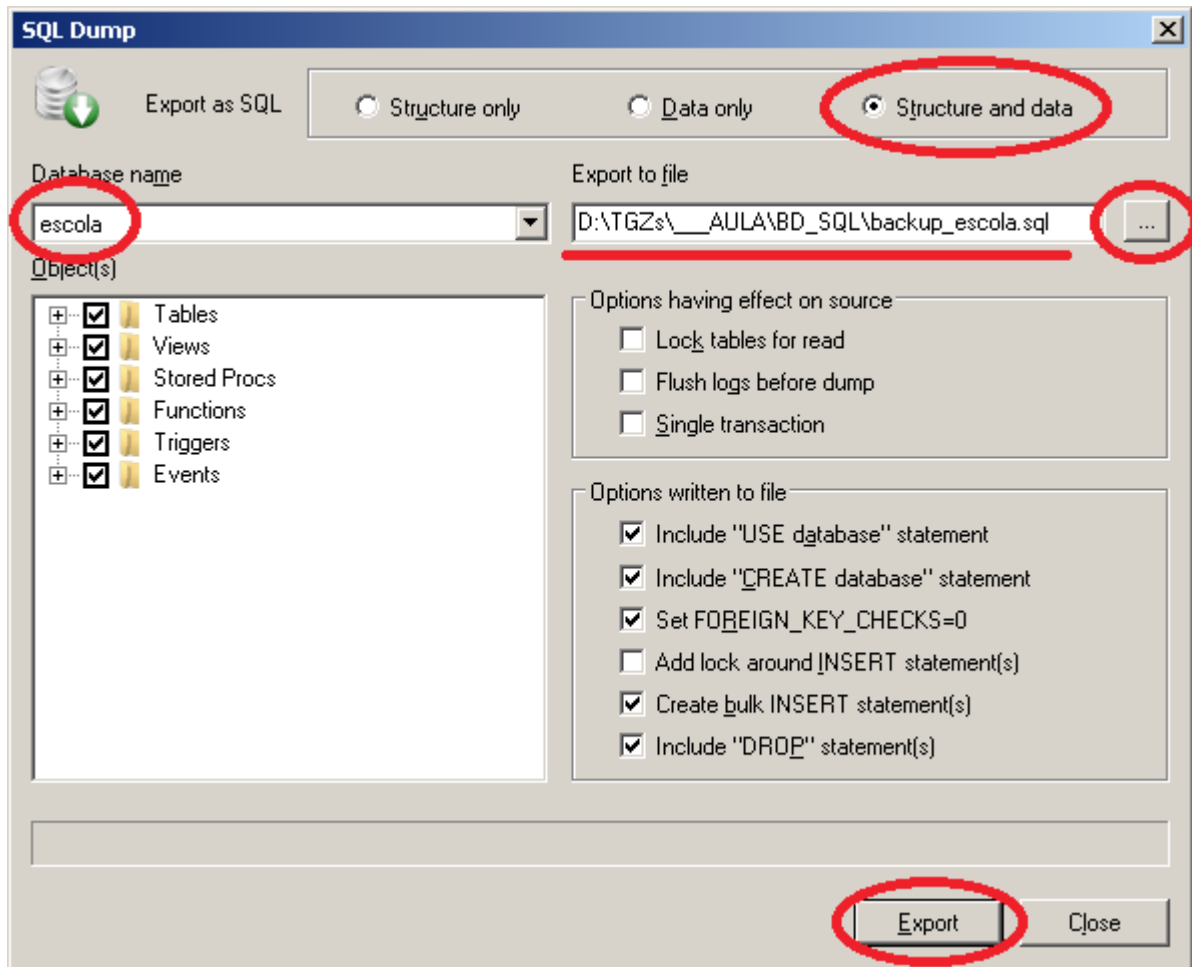 SQL Dump
Export as SQL
Structure only
Data only
Structure and data
Database name
Export to file
escola
D:\TGZs\___AULA\BD_SQL\backup_escola.sql
...
Object(s)
Tables
Views
Stored Procs
Functions
Triggers
Events
Options having effect on source
Lock tables for read
Flush logs before dump
Single transaction
Options written to file
Include "USE database" statement
Include "CREATE database" statement
Set FOREIGN_KEY_CHECKS=0
Add lock around INSERT statement(s)
Create bulk INSERT statement(s)
Include "DROP" statement(s)
Export
Close